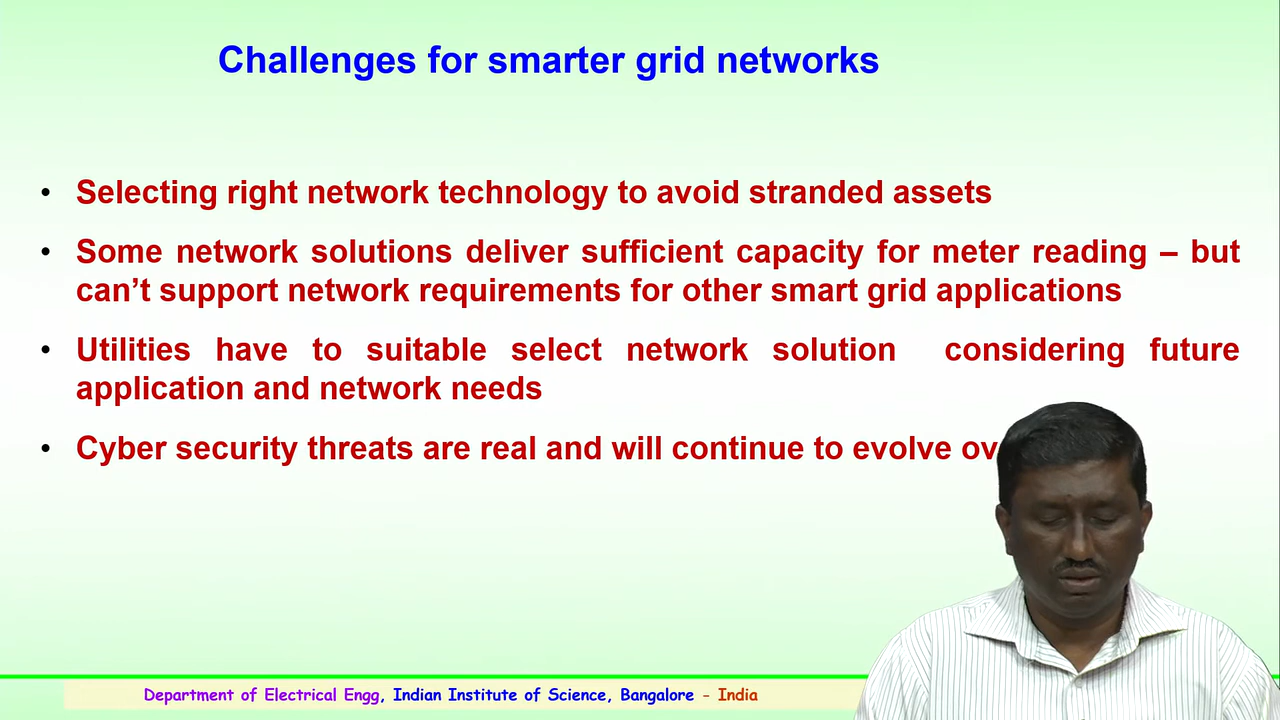 Challenges for smarter grid networks
• Selecting right network technology to avoid stranded assets
• Some network solutions deliver sufficient capacity for meter reading – but
can't support network requirements for other smart grid applications
• Utilities have to suitable select network solution considering future
application and network needs
• Cyber security threats are real and will continue to evolve
Department of Electrical Engg, Indian Institute of Science, Bangalore - India